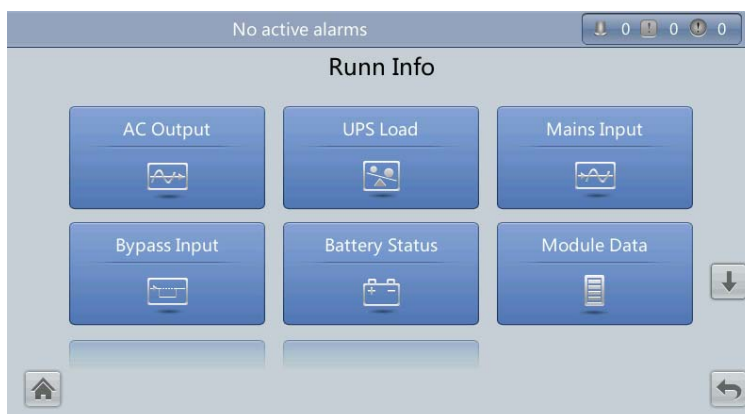 No active alarms
0 0 0
Runn Info
AC Output UPS Load Mains Input
Bypass Input Battery Status Module Data